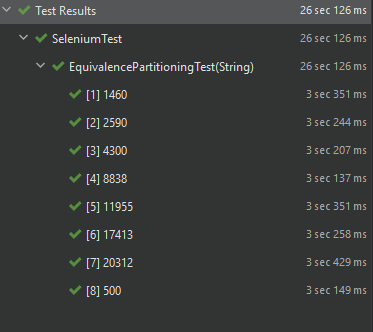 Test Results 26 sec 126 ms
SeleniumTest 26 sec 126 ms
EquivalencePartitioningTest(String) 26 sec 126 ms
[1] 1460 3 sec 351 ms
[2] 2590 3 sec 244 ms
[3] 4300 3 sec 207 ms
[4] 8838 3 sec 137 ms
[5] 11955 3 sec 351 ms
[6] 17413 3 sec 258 ms
[7] 20312 3 sec 429 ms
[8] 500 3 sec 149 ms